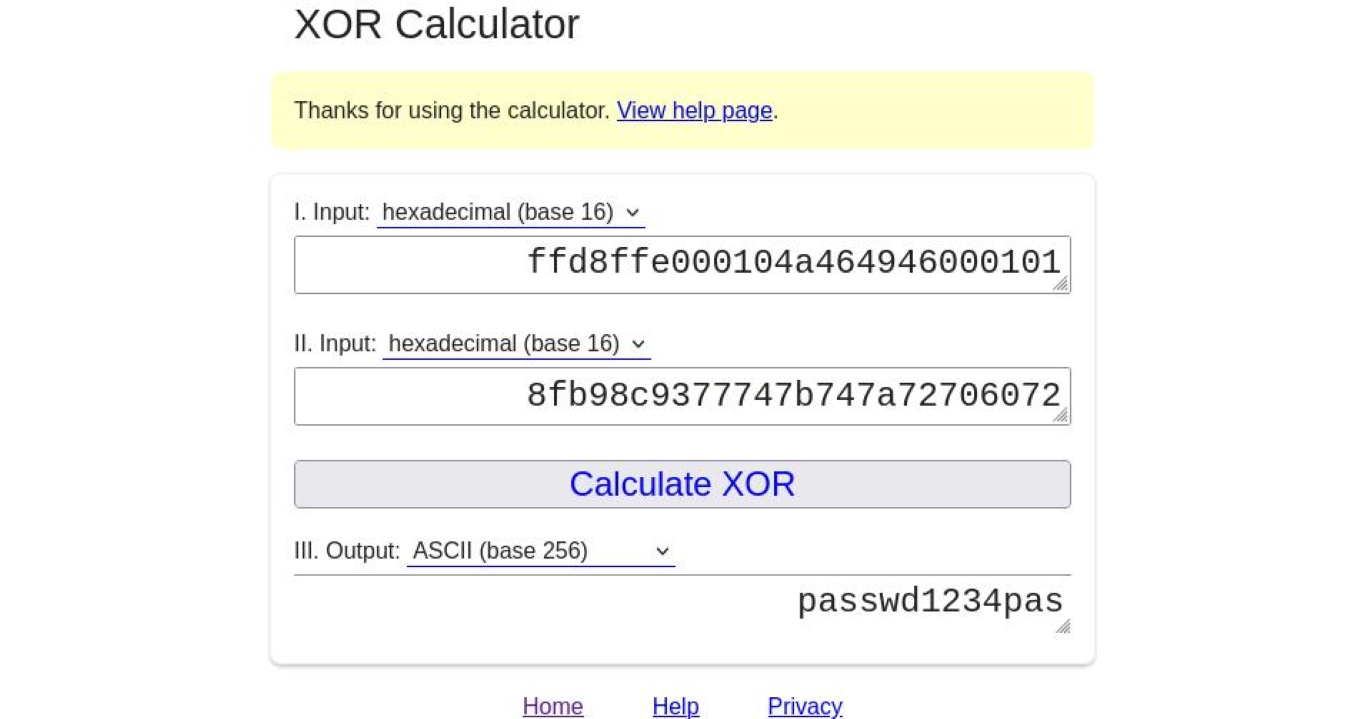 XOR Calculator
Thanks for using the calculator. View help page.
I. Input: hexadecimal (base 16)
ffd8ffe000104a464946000101
II. Input: hexadecimal (base 16)
8fb98c9377747b747a72706072
Calculate XOR
III. Output: ASCII (base 256)
passwd1234pas
Home Help Privacy